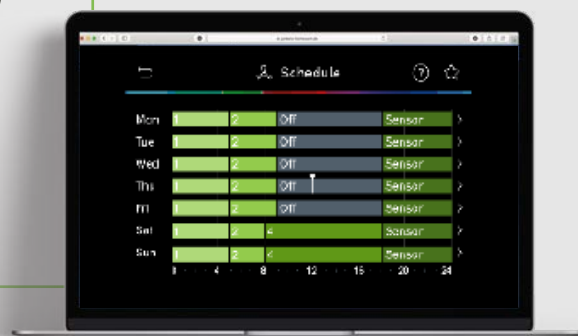 Schedule ?
Mon 1 2 Off Sensor
Tue 1 2 Off Sensor
Wed 1 2 Off Sensor
Thu 1 2 Off Sensor
Fri 1 2 Off Sensor
Sat 1 2 4 Sensor
Sun 1 2 4 Sensor
0 4 8 12 16 20 24